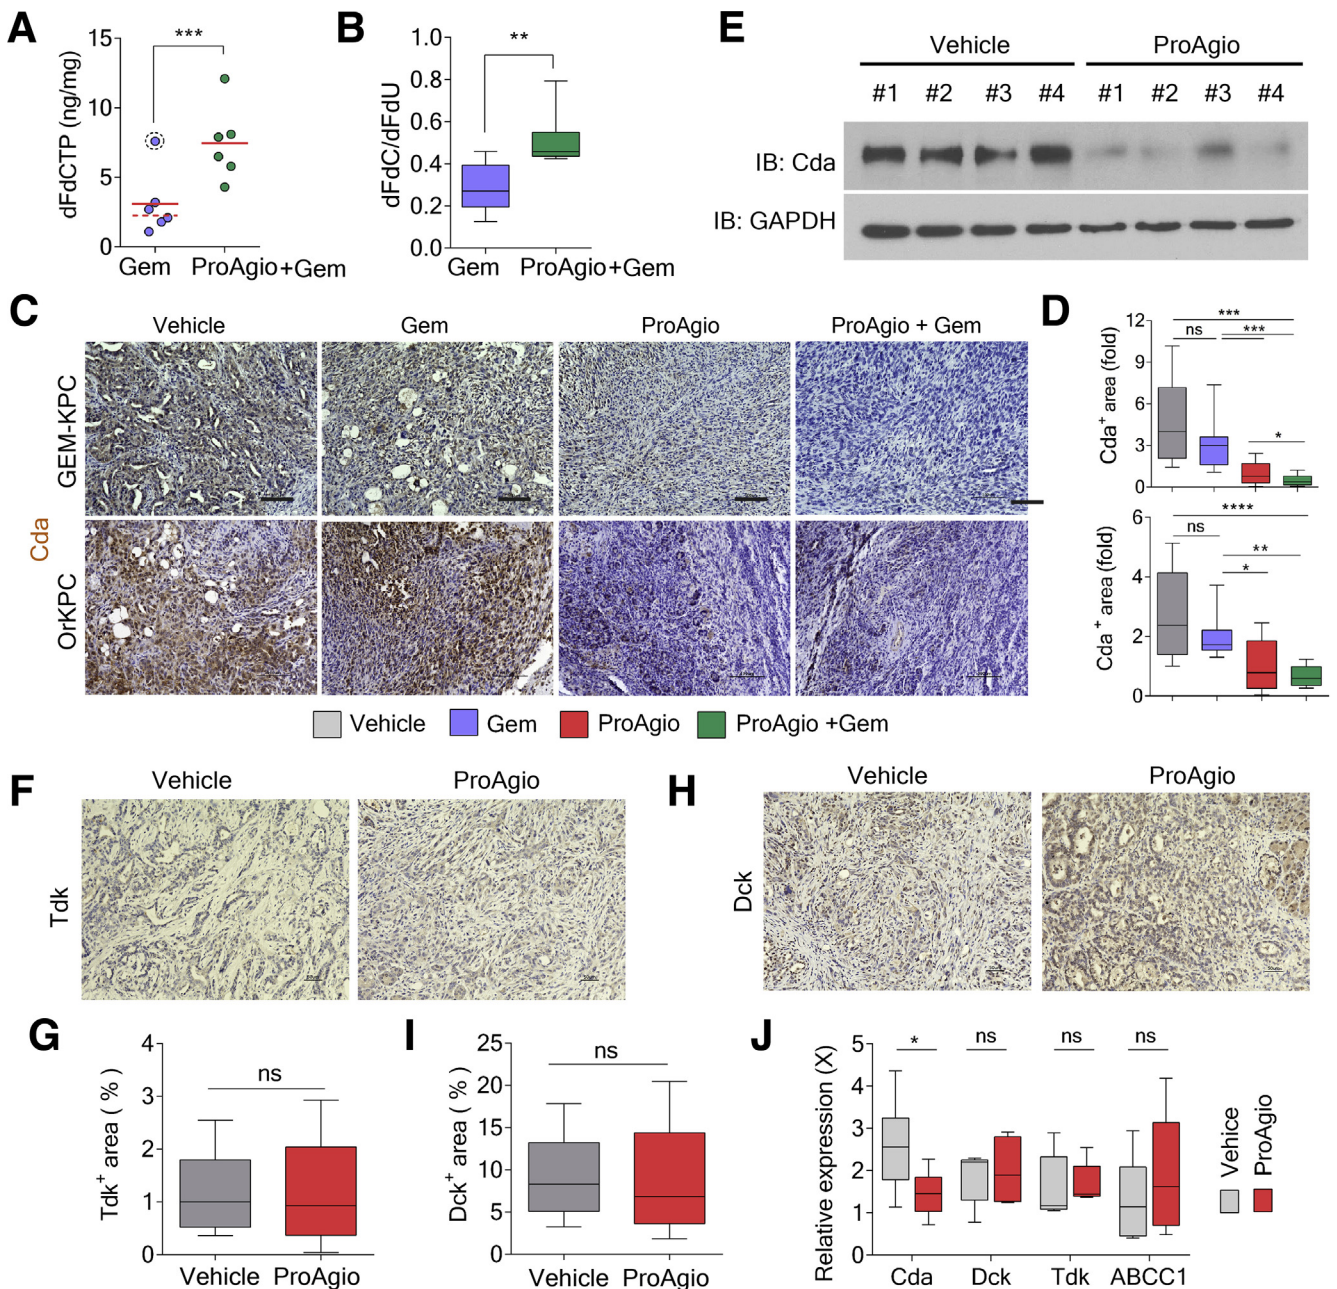 A
dFdCTP (ng/mg)
15
10
5
0
***
Gem
ProAgio+Gem
B
dFdC/dFdU
1.0
0.8
0.6
0.4
0.2
0.0
**
Gem
ProAgio+Gem
E
Vehicle
ProAgio
#1 #2 #3 #4 #1 #2 #3 #4
IB: Cda
IB: GAPDH
C
Vehicle
Gem
ProAgio
ProAgio + Gem
Cda
GEM-KPC
OrKPC
D
Cda+ area (fold)
12
9
6
3
0
***
ns
***
*
Cda + area (fold)
6
4
2
0
****
ns
**
*
Vehicle
Gem
ProAgio
ProAgio +Gem
F
Vehicle
ProAgio
Tdk
H
Vehicle
ProAgio
Dck
G
Tdk+ area ( % )
4
3
2
1
0
ns
Vehicle
ProAgio
I
Dck+ area ( % )
25
20
15
10
5
0
ns
Vehicle
ProAgio
J
Relative expression (X)
5
4
3
2
1
0
*
ns
ns
ns
Cda
Dck
Tdk
ABCC1
Vehice
ProAgio